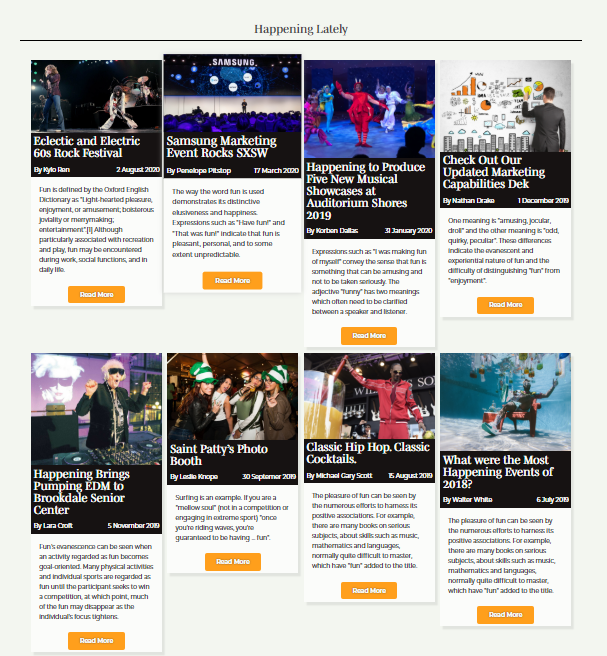 Happening Lately
Eclectic and Electric
60s Rock Festival
By Kylo Ren 2 August 2020
Fun is defined by the Oxford English
Dictionary as "Light-hearted pleasure,
enjoyment, or amusement; boisterous
joviality or merrymaking;
entertainment".[1] Although
particularly associated with recreation
and play, fun may be encountered
during work, social functions, and in
daily life.
Read More
SAMSUNG
Samsung Marketing
Event Rocks SXSW
By Penelope Pitstop 17 March 2020
The way the word fun is used
demonstrates its distinctive
elusiveness and happiness.
Expressions such as "Have fun!" and
"That was fun!" indicate that fun is
pleasant, personal, and to some
extent unpredictable.
Read More
Happening to Produce
Five New Musical
Showcases at
Auditorium Shores
2019
By Korben Dallas 31 January 2020
Expressions such as "I was making fun
of myself" convey the sense that fun is
something that can be amusing and
not to be taken seriously. The
adjective "funny" has two meanings
which often need to be clarified
between a speaker and listener.
Read More
Check Out Our
Updated Marketing
Capabilities Dek
By Nathan Drake 1 December 2019
One meaning is "amusing, jocular,
droll" and the other meaning is "odd,
quirky, peculiar". These differences
indicate the evanescent and
experiential nature of fun and the
difficulty of distinguishing "fun" from
"enjoyment".
Read More
Happening Brings
Pumping EDM to
Brookdale Senior
Center
By Lara Croft 5 November 2019
Fun's evanescence can be seen when
an activity regarded as fun becomes
goal-oriented. Many physical activities
and individual sports are regarded as
fun until the participant seeks to win
a competition, at which point, much
of the fun may disappear as the
individual's focus tightens.
Read More
Saint Patty's Photo
Booth
By Leslie Knope 30 Septemer 2019
Surfing is an example. If you are a
"mellow soul" (not in a competition or
engaging in extreme sport) "once
you're riding waves, you're
guaranteed to be having .. fun".
Read More
Classic Hip Hop. Classic
Cocktails.
By Michael Gary Scott 15 August 2019
The pleasure of fun can be seen by
the numerous efforts to harness its
positive associations. For example,
there are many books on serious
subjects, about skills such as music,
mathematics and languages,
normally quite difficult to master,
which have "fun" added to the title.
Read More
What were the Most
Happening Events of
2018?
By Walter White 6 July 2019
The pleasure of fun can be seen by
the numerous efforts to harness its
positive associations. For example,
there are many books on serious
subjects, about skills such as music,
mathematics and languages,
normally quite difficult to master,
which have "fun" added to the title.
Read More